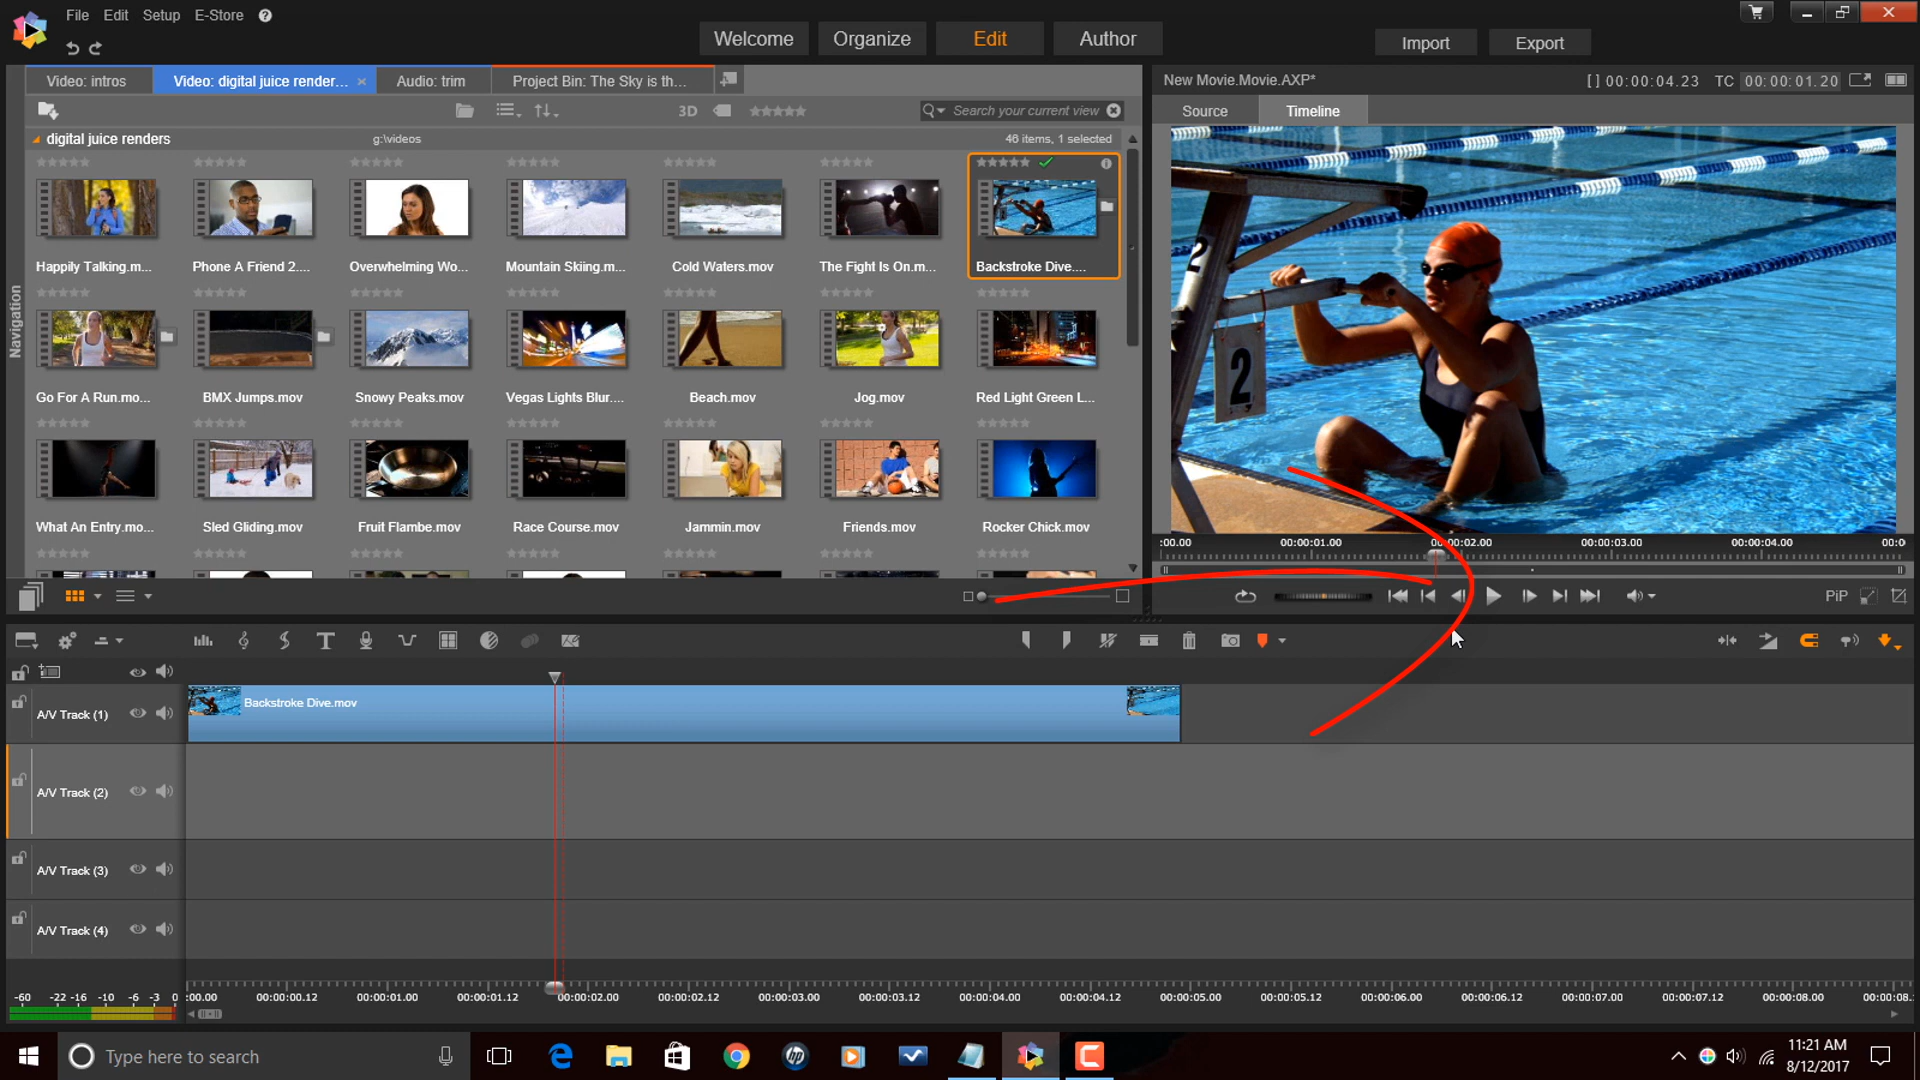 File Edit Setup E-Store ?
Welcome Organize Edit Author
Import Export
Video: intros
Video: digital juice render... ×
Audio: trim
Project Bin: The Sky is th...
New Movie.Movie.AXP*
[] 00:00:04.23 TC 00:00:01.20
3D
Search your current view
Source Timeline
digital juice renders
g:\videos
46 items, 1 selected
Navigation
Happily Talking.m...
Phone A Friend 2....
Overwhelming Wo...
Mountain Skiing.m...
Cold Waters.mov
The Fight Is On.m...
Backstroke Dive....
Go For A Run.mo...
BMX Jumps.mov
Snowy Peaks.mov
Vegas Lights Blur....
Beach.mov
Jog.mov
Red Light Green L...
What An Entry.mo...
Sled Gliding.mov
Fruit Flambe.mov
Race Course.mov
Jammin.mov
Friends.mov
Rocker Chick.mov
2
2
:00.00 00:00:01.00 00:00:02.00 00:00:03.00 00:00:04.00 00:0
PiP
A/V Track (1)
Backstroke Dive.mov
A/V Track (2)
A/V Track (3)
A/V Track (4)
-60 -22 -16 -10 -6 -3 0
:00.00 00:00:00.12 00:00:01.00 00:00:01.12 00:00:02.00 00:00:02.12 00:00:03.00 00:00:03.12 00:00:04.00 00:00:04.12 00:00:05.00 00:00:05.12 00:00:06.00 00:00:06.12 00:00:07.00 00:00:07.12 00:00:08.00 00:00:08.
Type here to search
hp
11:21 AM
8/12/2017